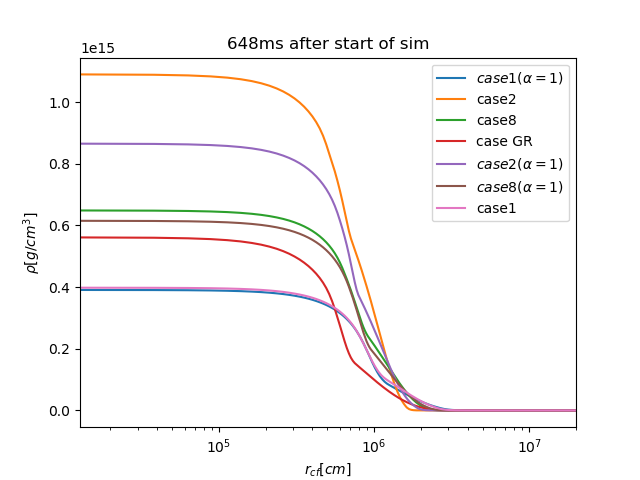 648ms after start of sim
1e15
1.0
0.8
0.6
0.4
0.2
0.0
ρ[g/cm³]
case1(α = 1)
case2
case8
case GR
case2(α = 1)
case8(α = 1)
case1
10⁵
10⁶
10⁷
r_cf[cm]